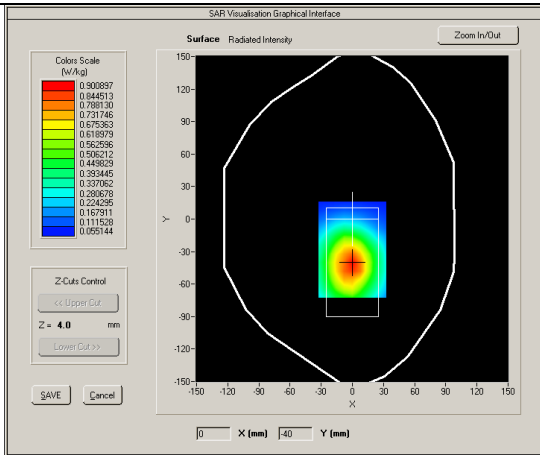 SAR Visualisation Graphical Interface
Surface Radiated Intensity
Zoom In/Out
Colors Scale
(W/kg)
0.900897
0.844513
0.788130
0.731746
0.675363
0.618979
0.562596
0.506212
0.449829
0.393445
0.337062
0.280678
0.224295
0.167911
0.111528
0.055144
Z-Cuts Control
<< Upper Cut
Z = 4.0 mm
Lower Cut >>
SAVE Cancel
150
120
90
60
30
0
-30
-60
-90
-120
-150
Y
-150 -120 -90 -60 -30 0 30 60 90 120 150
X
0 X (mm) -40 Y (mm)